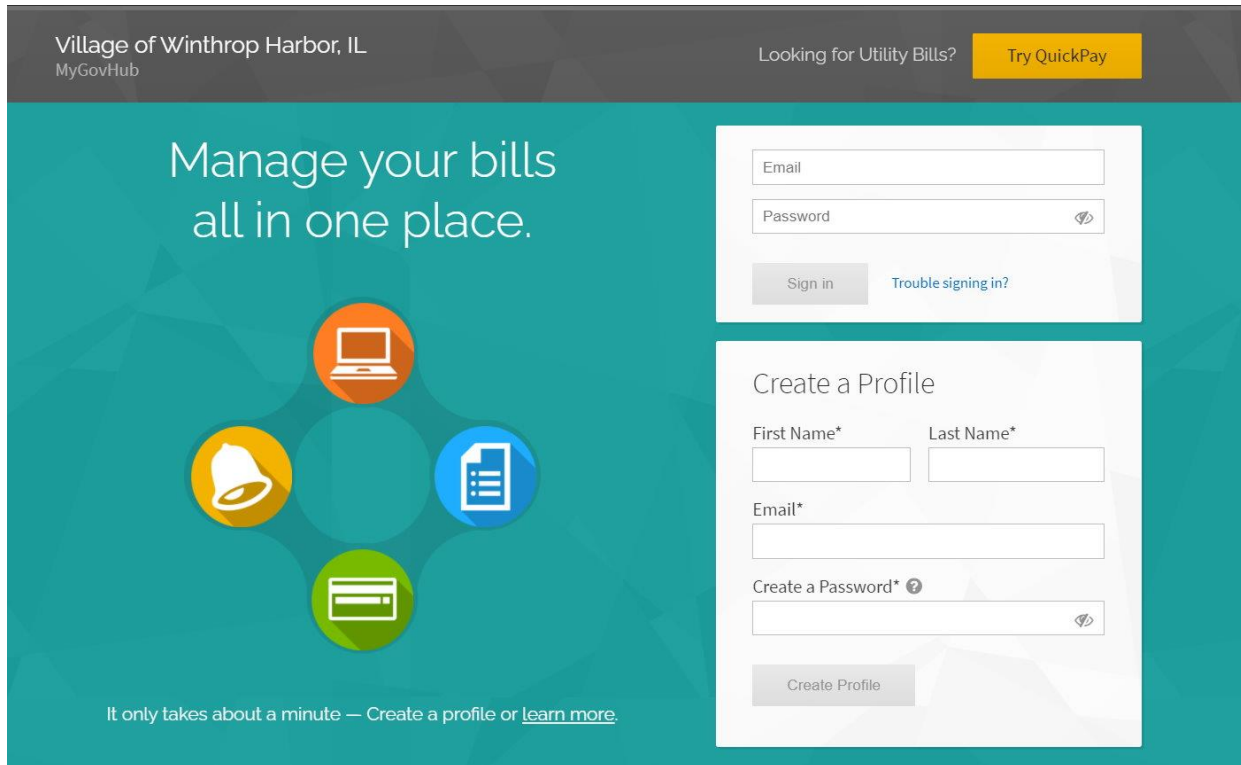 Village of Winthrop Harbor, IL
MyGovHub
Looking for Utility Bills?
Try QuickPay
Manage your bills
all in one place.
It only takes about a minute — Create a profile or learn more.
Email
Password
Sign in
Trouble signing in?
Create a Profile
First Name* Last Name*
Email*
Create a Password* ?
Create Profile